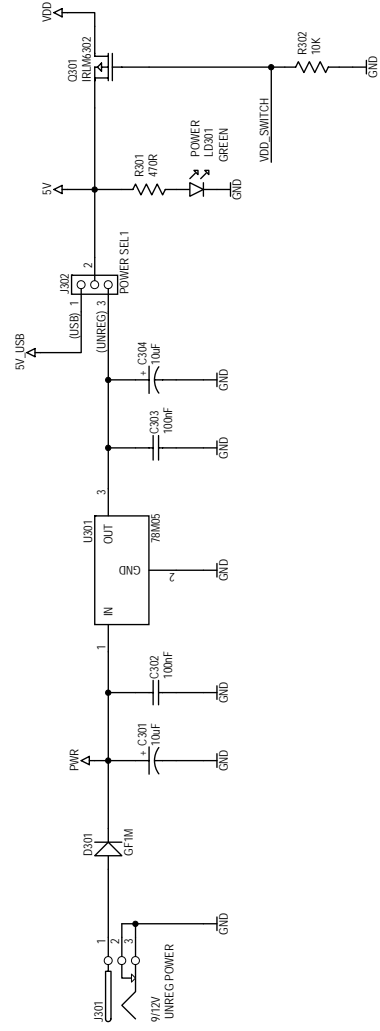 J301
9/12V
UNREG POWER
1
2
3
GND
D301
GF1M
PWR
+
C301
10uF
GND
C302
100nF
GND
1
U301
IN
OUT
GND
78M05
2
GND
3
C303
100nF
GND
+
C304
10uF
GND
5V_USB
(USB)
1
(UNREG)
3
J302
2
POWER SEL1
5V
R301
470R
POWER
LD301
GREEN
GND
Q301
IRLM6302
VDD
VDD_SWITCH
R302
10K
GND